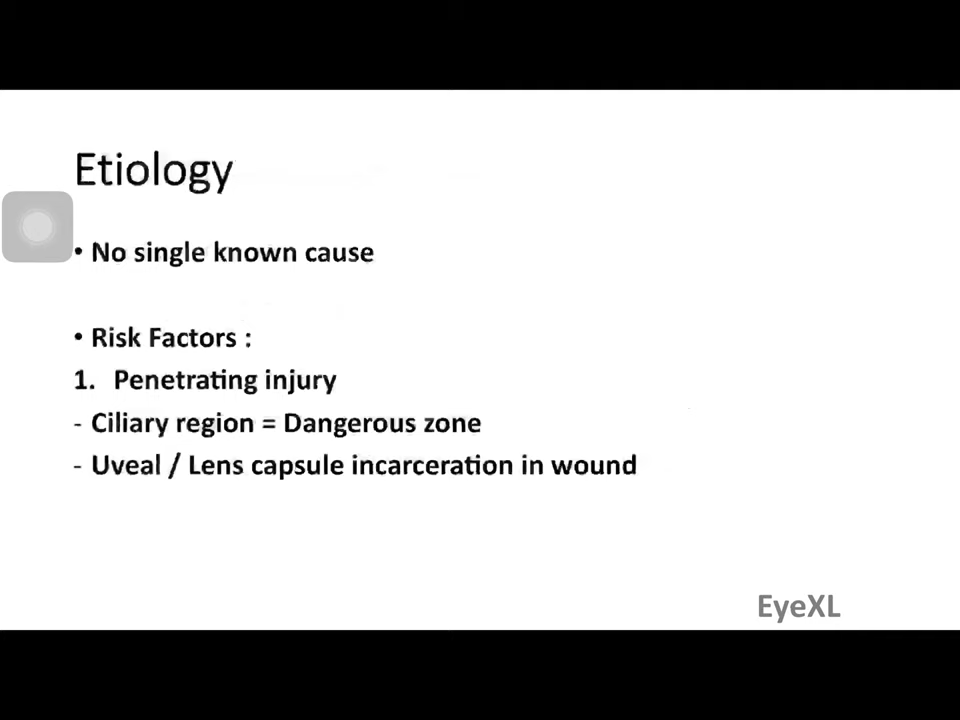 Etiology
• No single known cause
• Risk Factors :
1. Penetrating injury
- Ciliary region = Dangerous zone
- Uveal / Lens capsule incarceration in wound
EyeXL